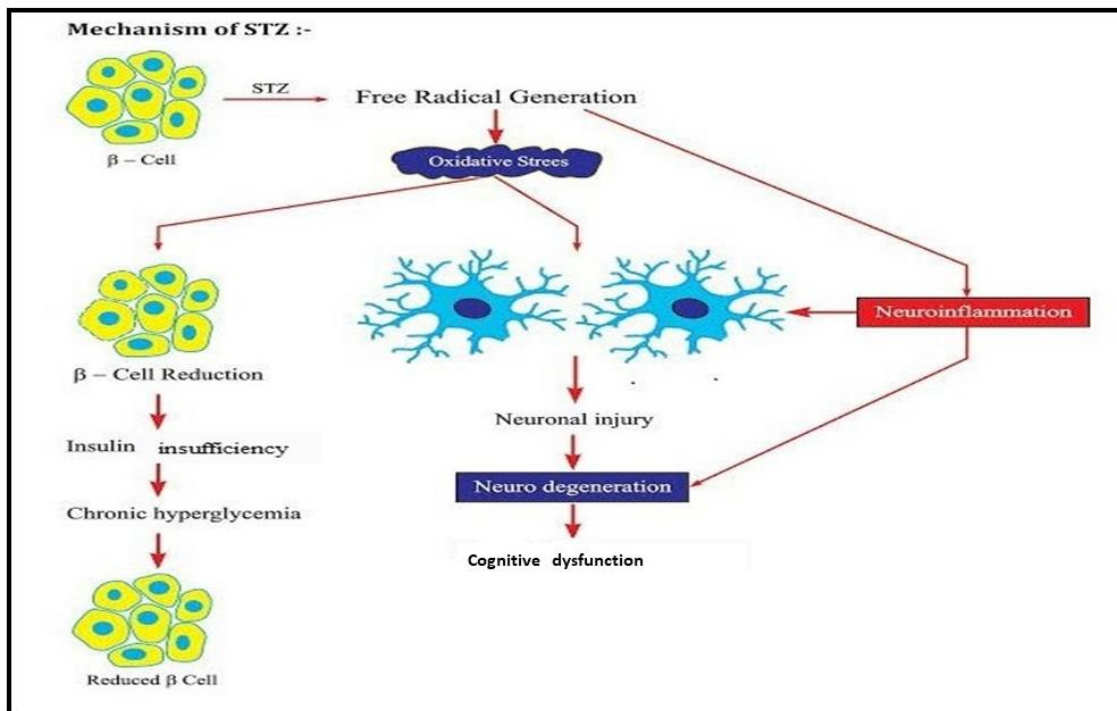 Mechanism of STZ :-
STZ
Free Radical Generation
β – Cell
Oxidative Strees
Neuroinflammation
β – Cell Reduction
Neuronal injury
Insulin insufficiency
Neuro degeneration
Chronic hyperglycemia
Cognitive dysfunction
Reduced β Cell